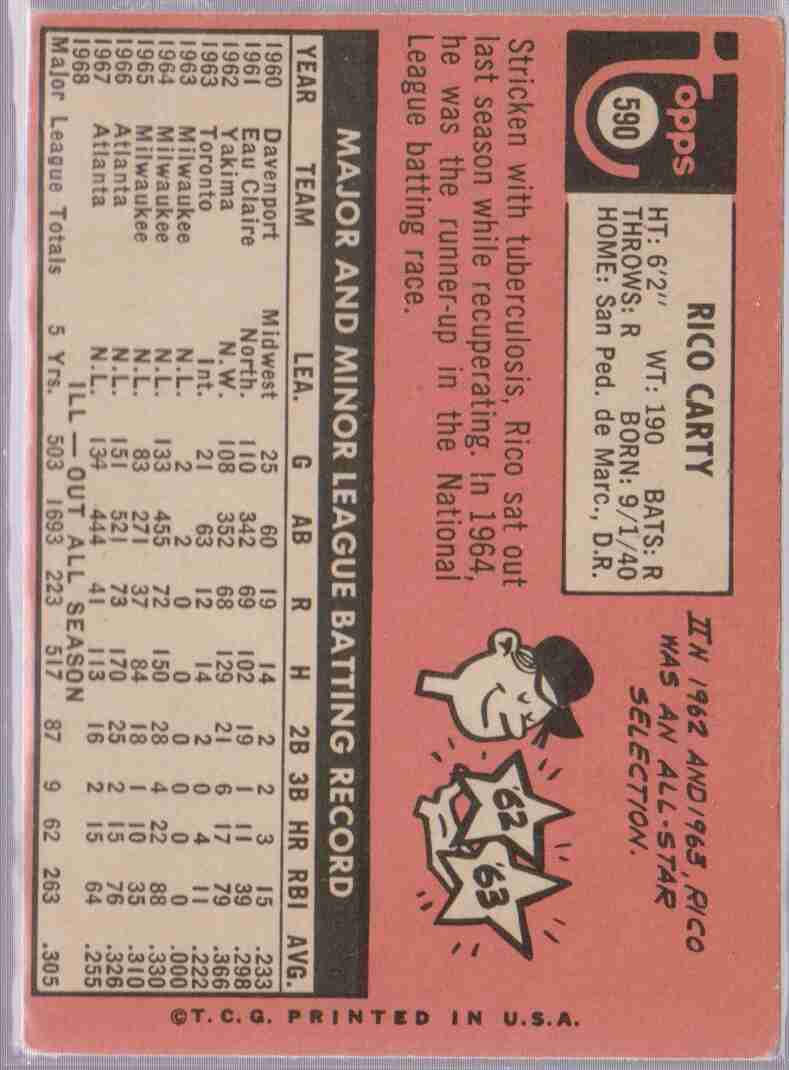 Topps
590
RICO CARTY
HT: 6'2" WT: 190 BATS: R
THROWS: R BORN: 9/1/40
HOME: San Ped. de Marc., D.R.
IIN 1962 AND 1963, RICO
WAS AN ALL-STAR
SELECTION.
'62
'63
Stricken with tuberculosis, Rico sat out
last season while recuperating. In 1964,
he was the runner-up in the National
League batting race.
MAJOR AND MINOR LEAGUE BATTING RECORD
YEAR TEAM LEA. G AB R H 2B 3B HR RBI AVG.
1960 Davenport Midwest 25 60 19 14 2 2 3 15 .233
1961 Eau Claire North. 110 342 69 102 19 1 11 39 .298
1962 Yakima N.W. 108 352 68 129 21 6 17 79 .366
1963 Toronto Int. 21 63 12 14 2 0 4 11 .222
1963 Milwaukee N.L. 2 2 0 0 0 0 0 0 .000
1964 Milwaukee N.L. 133 455 72 150 28 4 22 88 .330
1965 Milwaukee N.L. 83 271 37 84 18 1 10 35 .310
1966 Atlanta N.L. 151 521 73 170 25 2 15 76 .326
1967 Atlanta N.L. 134 444 41 113 16 2 15 64 .255
1968 ILL — OUT ALL SEASON
Major League Totals 5 Yrs. 503 1693 223 517 87 9 62 263 .305
©T.C.G. PRINTED IN U.S.A.